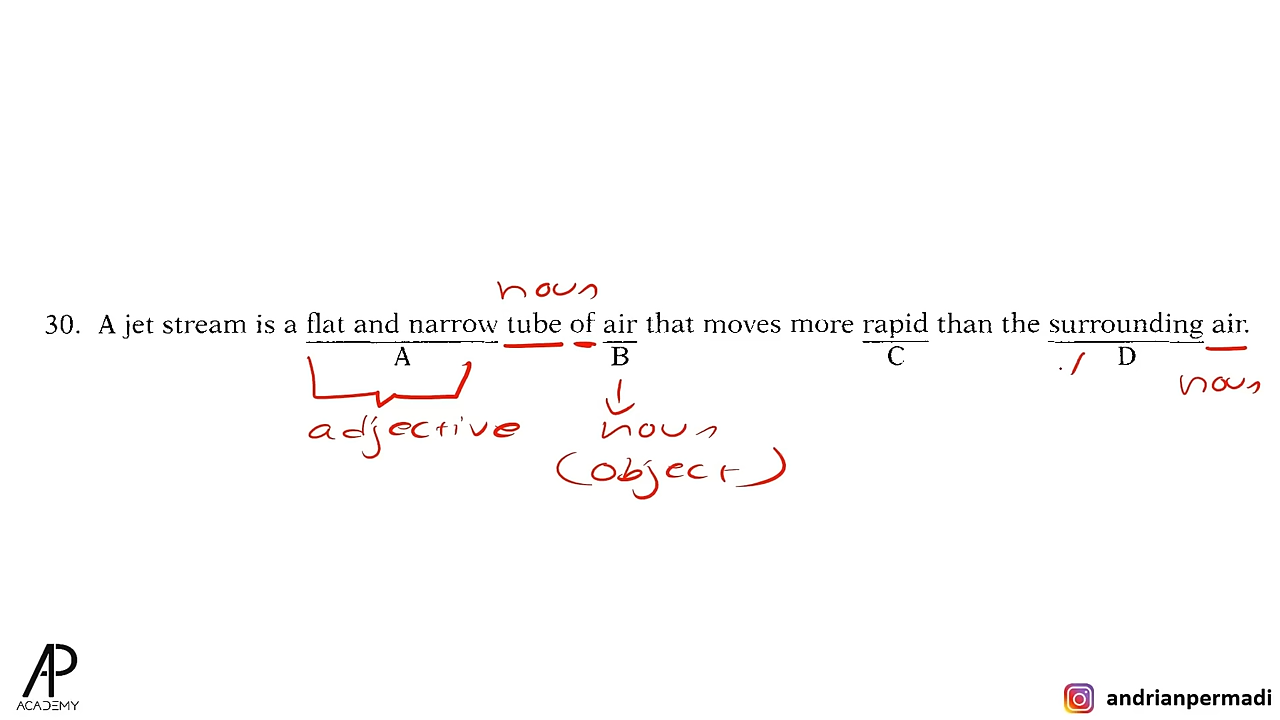 noun
30. A jet stream is a flat and narrow tube of air that moves more rapid than the surrounding air.
A B C D
noun
adjective noun
(object)
AP
ACADEMY
andrianpermadi